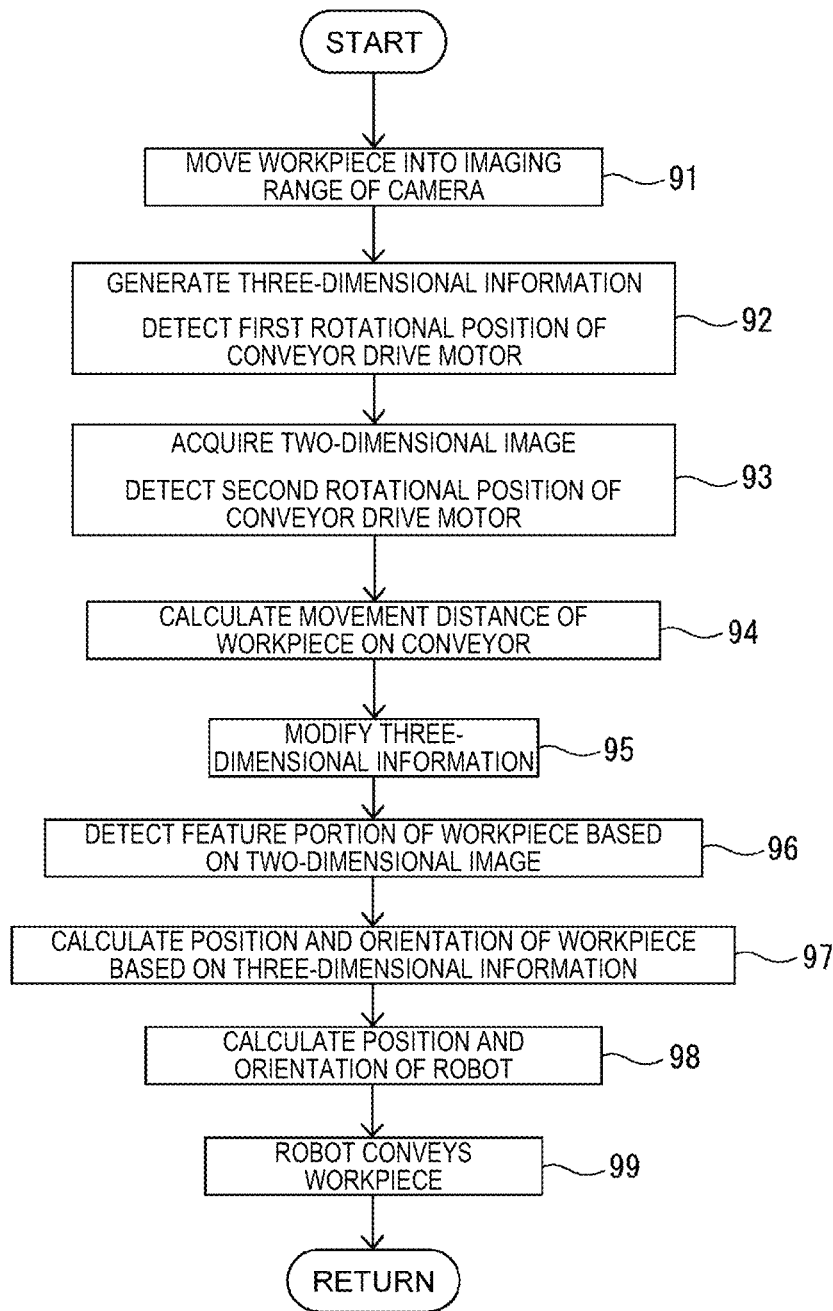 START
MOVE WORKPIECE INTO IMAGING
RANGE OF CAMERA
91
GENERATE THREE-DIMENSIONAL INFORMATION
DETECT FIRST ROTATIONAL POSITION OF
CONVEYOR DRIVE MOTOR
92
ACQUIRE TWO-DIMENSIONAL IMAGE
DETECT SECOND ROTATIONAL POSITION OF
CONVEYOR DRIVE MOTOR
93
CALCULATE MOVEMENT DISTANCE OF
WORKPIECE ON CONVEYOR
94
MODIFY THREE-
DIMENSIONAL INFORMATION
95
DETECT FEATURE PORTION OF WORKPIECE BASED
ON TWO-DIMENSIONAL IMAGE
96
CALCULATE POSITION AND ORIENTATION OF WORKPIECE
BASED ON THREE-DIMENSIONAL INFORMATION
97
CALCULATE POSITION AND
ORIENTATION OF ROBOT
98
ROBOT CONVEYS
WORKPIECE
99
RETURN